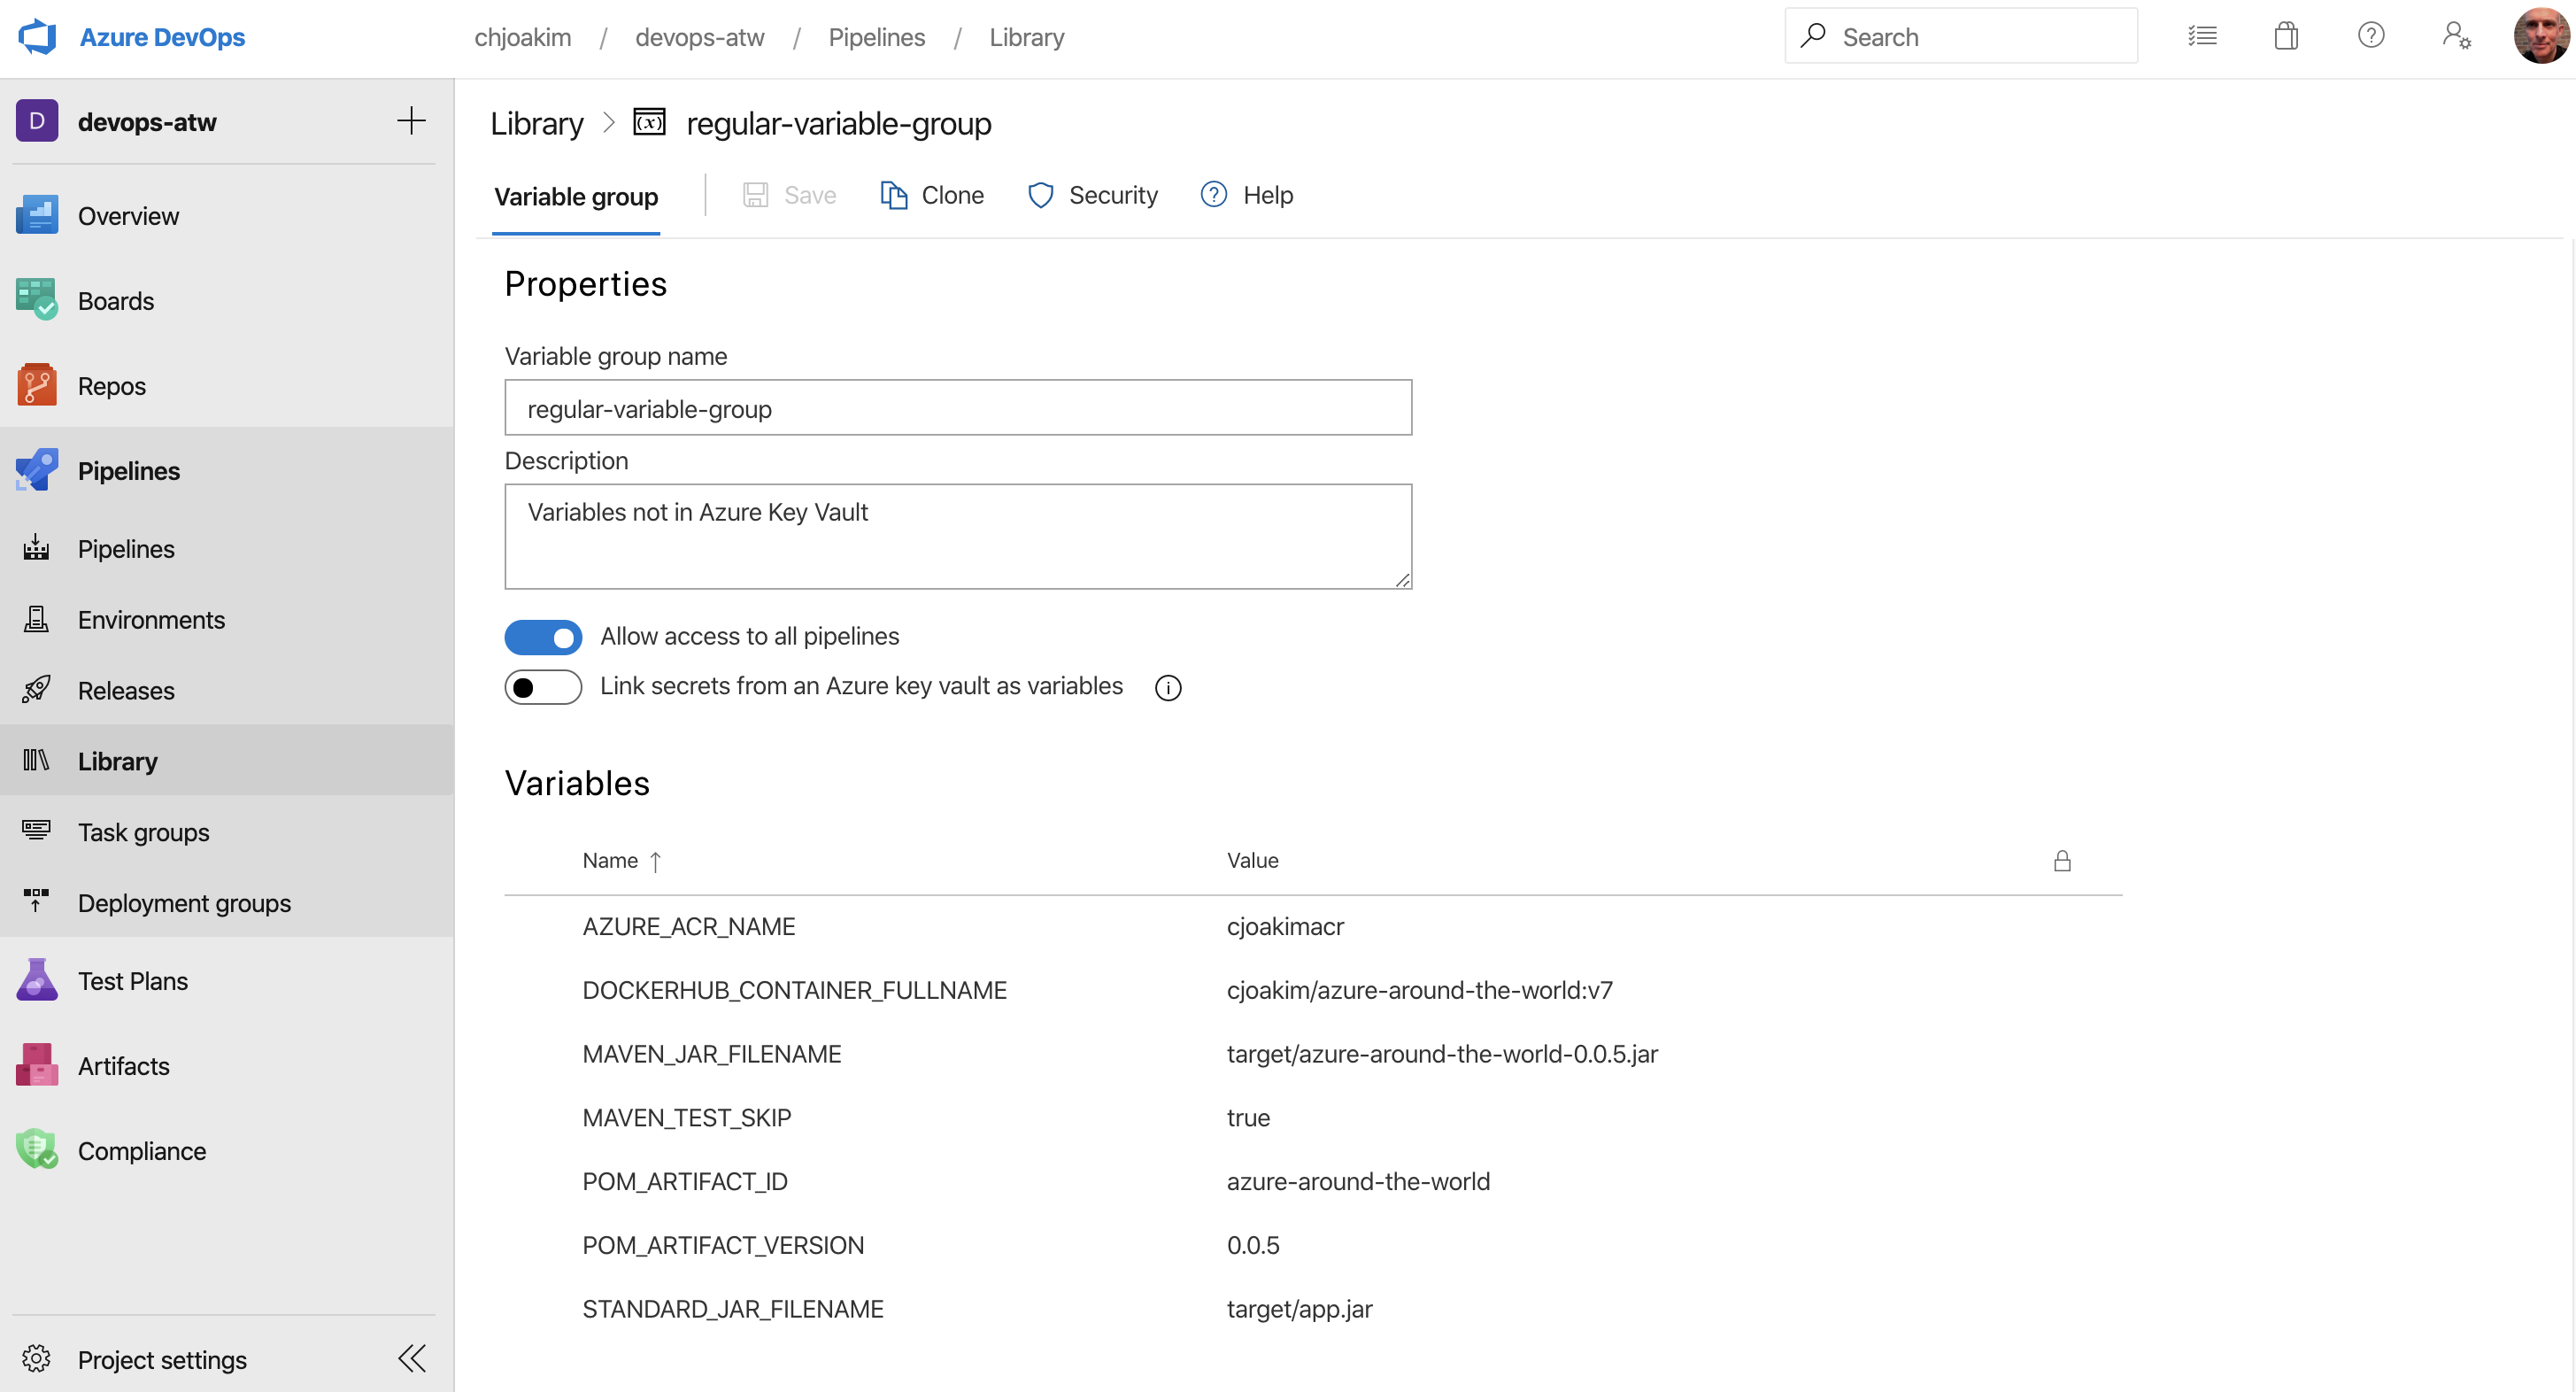 Azure DevOps
chjoakim / devops-atw / Pipelines / Library
Search
D devops-atw
Overview
Boards
Repos
Pipelines
Pipelines
Environments
Releases
Library
Task groups
Deployment groups
Test Plans
Artifacts
Compliance
Project settings
Library > (x) regular-variable-group
Variable group Save Clone Security ? Help
Properties
Variable group name
regular-variable-group
Description
Variables not in Azure Key Vault
Allow access to all pipelines
Link secrets from an Azure key vault as variables i
Variables
Name ↑ Value
AZURE_ACR_NAME cjoakimacr
DOCKERHUB_CONTAINER_FULLNAME cjoakim/azure-around-the-world:v7
MAVEN_JAR_FILENAME target/azure-around-the-world-0.0.5.jar
MAVEN_TEST_SKIP true
POM_ARTIFACT_ID azure-around-the-world
POM_ARTIFACT_VERSION 0.0.5
STANDARD_JAR_FILENAME target/app.jar